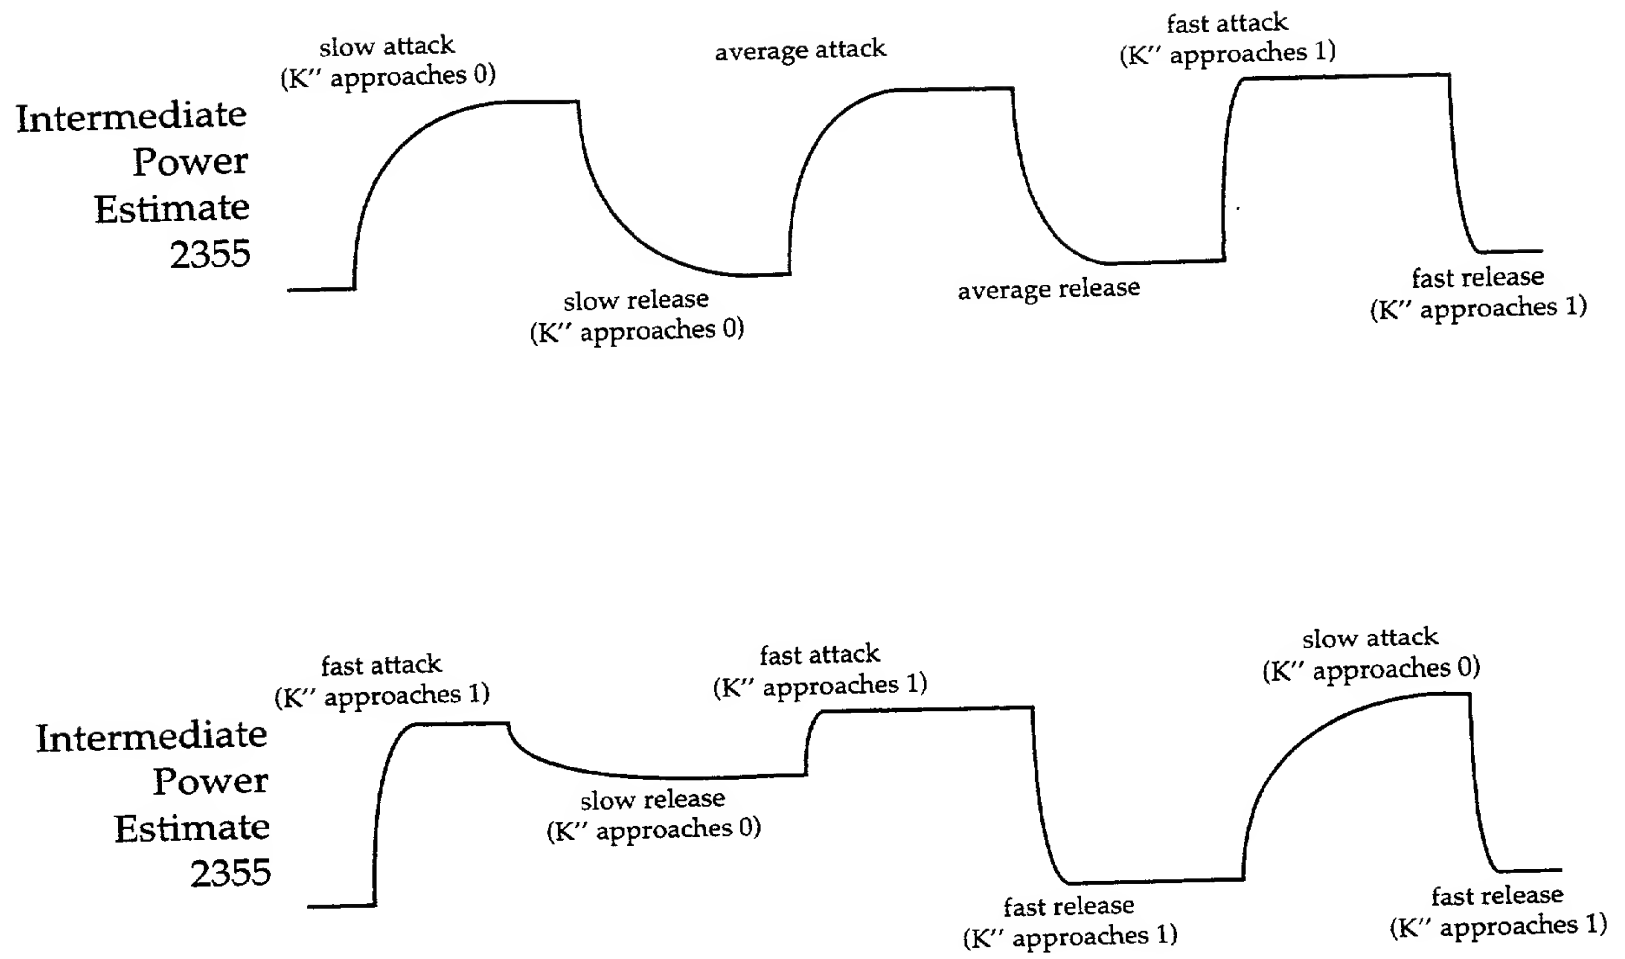 slow attack
(K″ approaches 0)
average attack
fast attack
(K″ approaches 1)
Intermediate
Power
Estimate
2355
slow release
(K″ approaches 0)
average release
fast release
(K″ approaches 1)
fast attack
(K″ approaches 1)
fast attack
(K″ approaches 1)
slow attack
(K″ approaches 0)
Intermediate
Power
Estimate
2355
slow release
(K″ approaches 0)
fast release
(K″ approaches 1)
fast release
(K″ approaches 1)